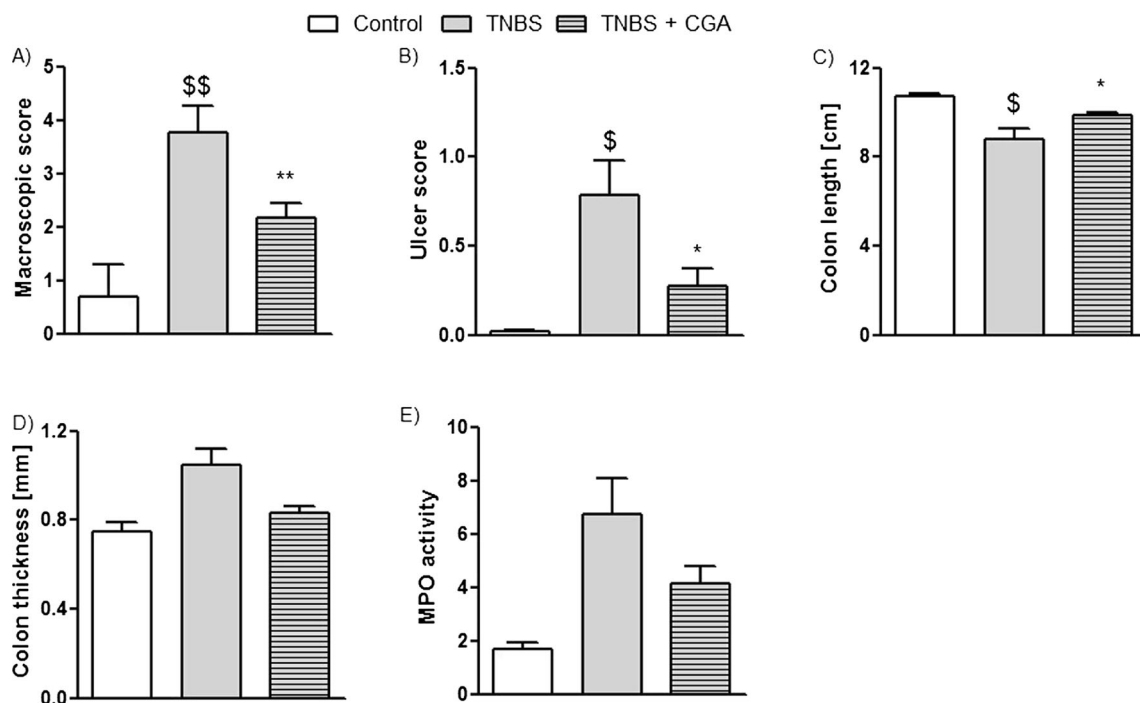 Control TNBS TNBS + CGA
A)
Macroscopic score
5
4
3
2
1
0
$$
**
B)
Ulcer score
1.5
1.0
0.5
0.0
$
*
C)
Colon length [cm]
12
8
4
0
$
*
D)
Colon thickness [mm]
1.2
0.8
0.4
0.0
E)
MPO activity
10
8
6
4
2
0